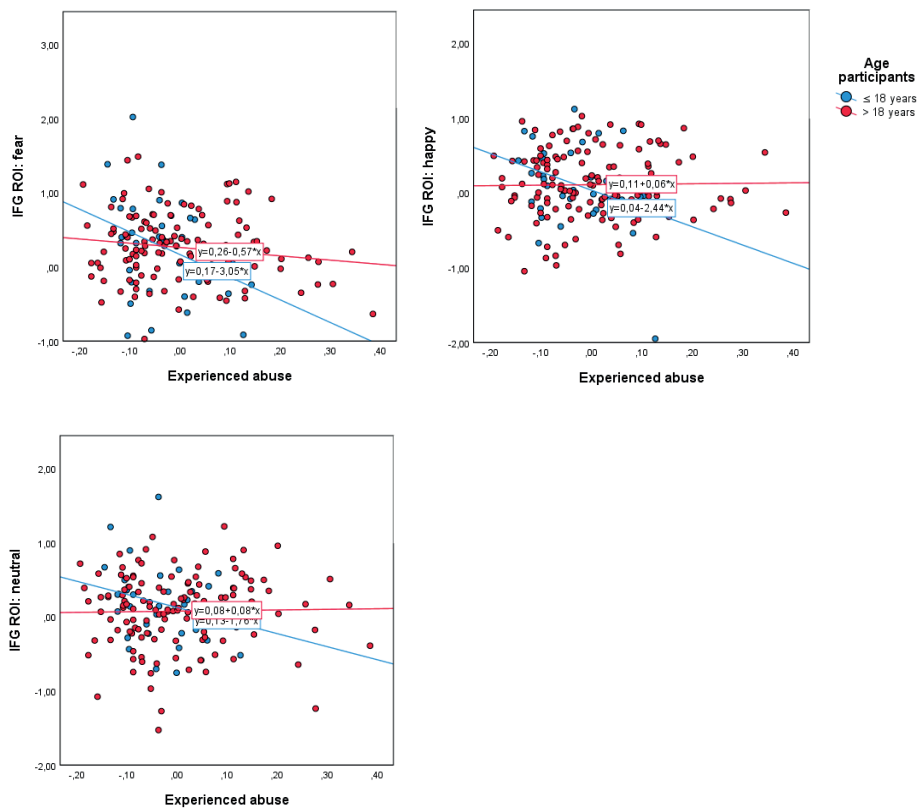 3,00
2,00
1,00
,00
-1,00
IFG ROI: fear
y=0,26-0,57*x
y=0,17-3,05*x
-,20 -,10 ,00 ,10 ,20 ,30 ,40
Experienced abuse
2,00
1,00
,00
-1,00
-2,00
IFG ROI: happy
y=0,11+0,06*x
y=0,04-2,44*x
-,20 -,10 ,00 ,10 ,20 ,30 ,40
Experienced abuse
Age
participants
≤ 18 years
> 18 years
2,00
1,00
,00
-1,00
-2,00
IFG ROI: neutral
y=0,08+0,08*x
y=0,13-1,76*x
-,20 -,10 ,00 ,10 ,20 ,30 ,40
Experienced abuse